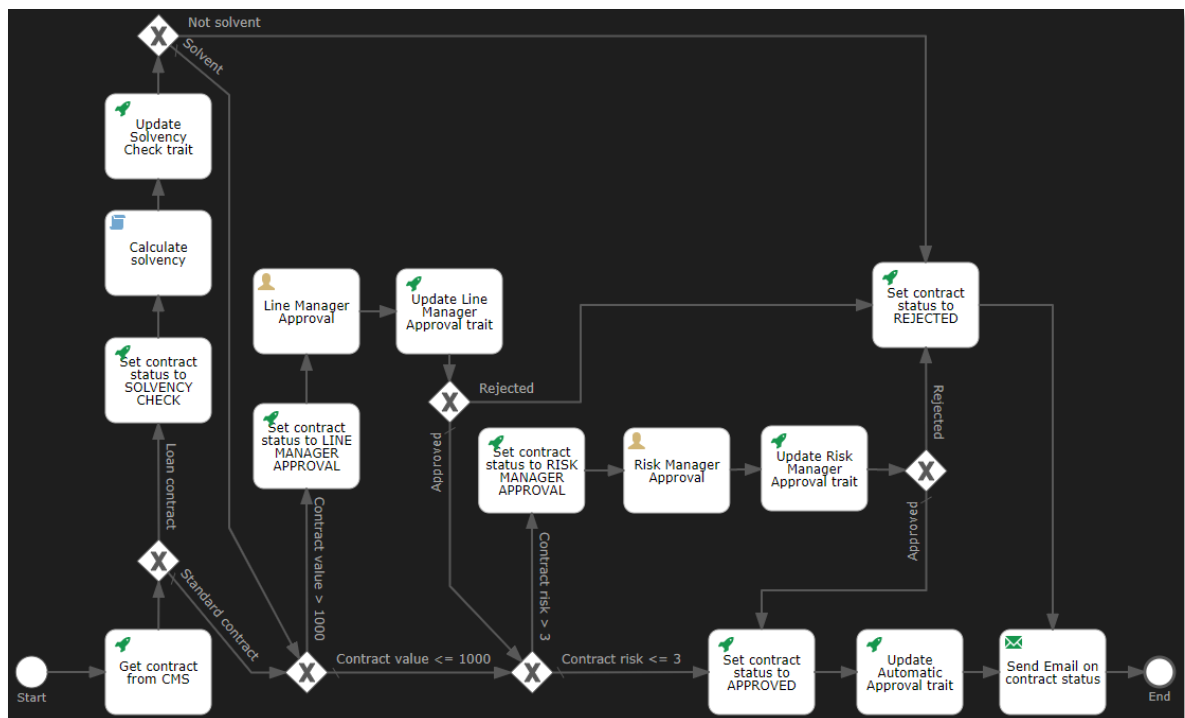 Not solvent
Solvent
Update
Solvency
Check trait
Calculate
solvency
Set contract
status to
SOLVENCY
CHECK
Loan contract
Standard contract
Get contract
from CMS
Start
Line Manager
Approval
Update Line
Manager
Approval trait
Set contract
status to LINE
MANAGER
APPROVAL
Contract value > 1000
Contract value <= 1000
Rejected
Approved
Set contract
status to RISK
MANAGER
APPROVAL
Risk Manager
Approval
Update Risk
Manager
Approval trait
Contract risk > 3
Contract risk <= 3
Rejected
Approved
Set contract
status to
REJECTED
Set contract
status to
APPROVED
Update
Automatic
Approval trait
Send Email on
contract status
End